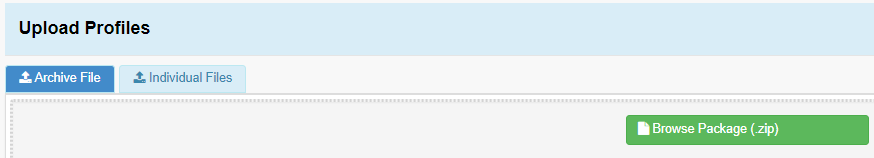 Upload Profiles
Archive File
Individual Files
Browse Package (.zip)